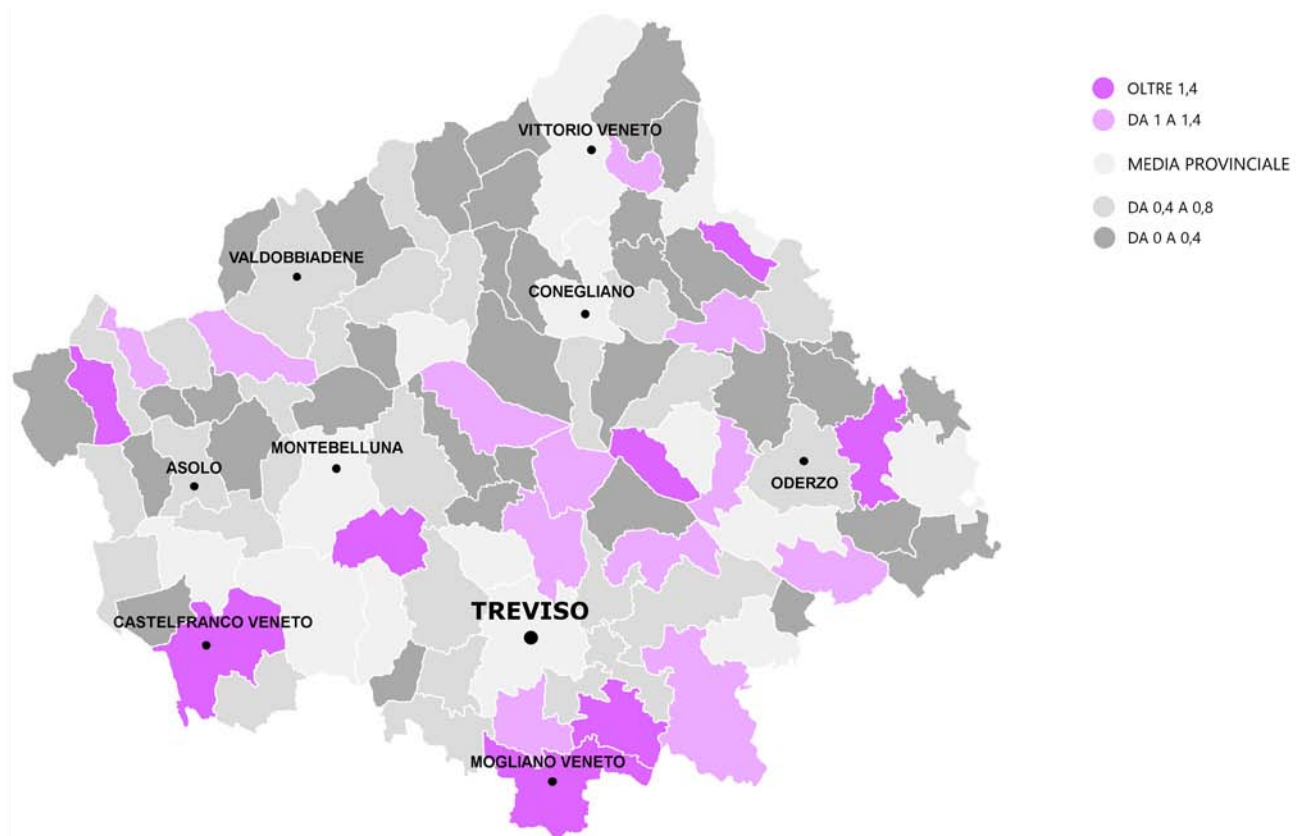 VITTORIO VENETO
VALDOBBIADENE
CONEGLIANO
MONTEBELLUNA
ASOLO
ODERZO
TREVISO
CASTELFRANCO VENETO
MOGLIANO VENETO
OLTRE 1,4
DA 1 A 1,4
MEDIA PROVINCIALE
DA 0,4 A 0,8
DA 0 A 0,4